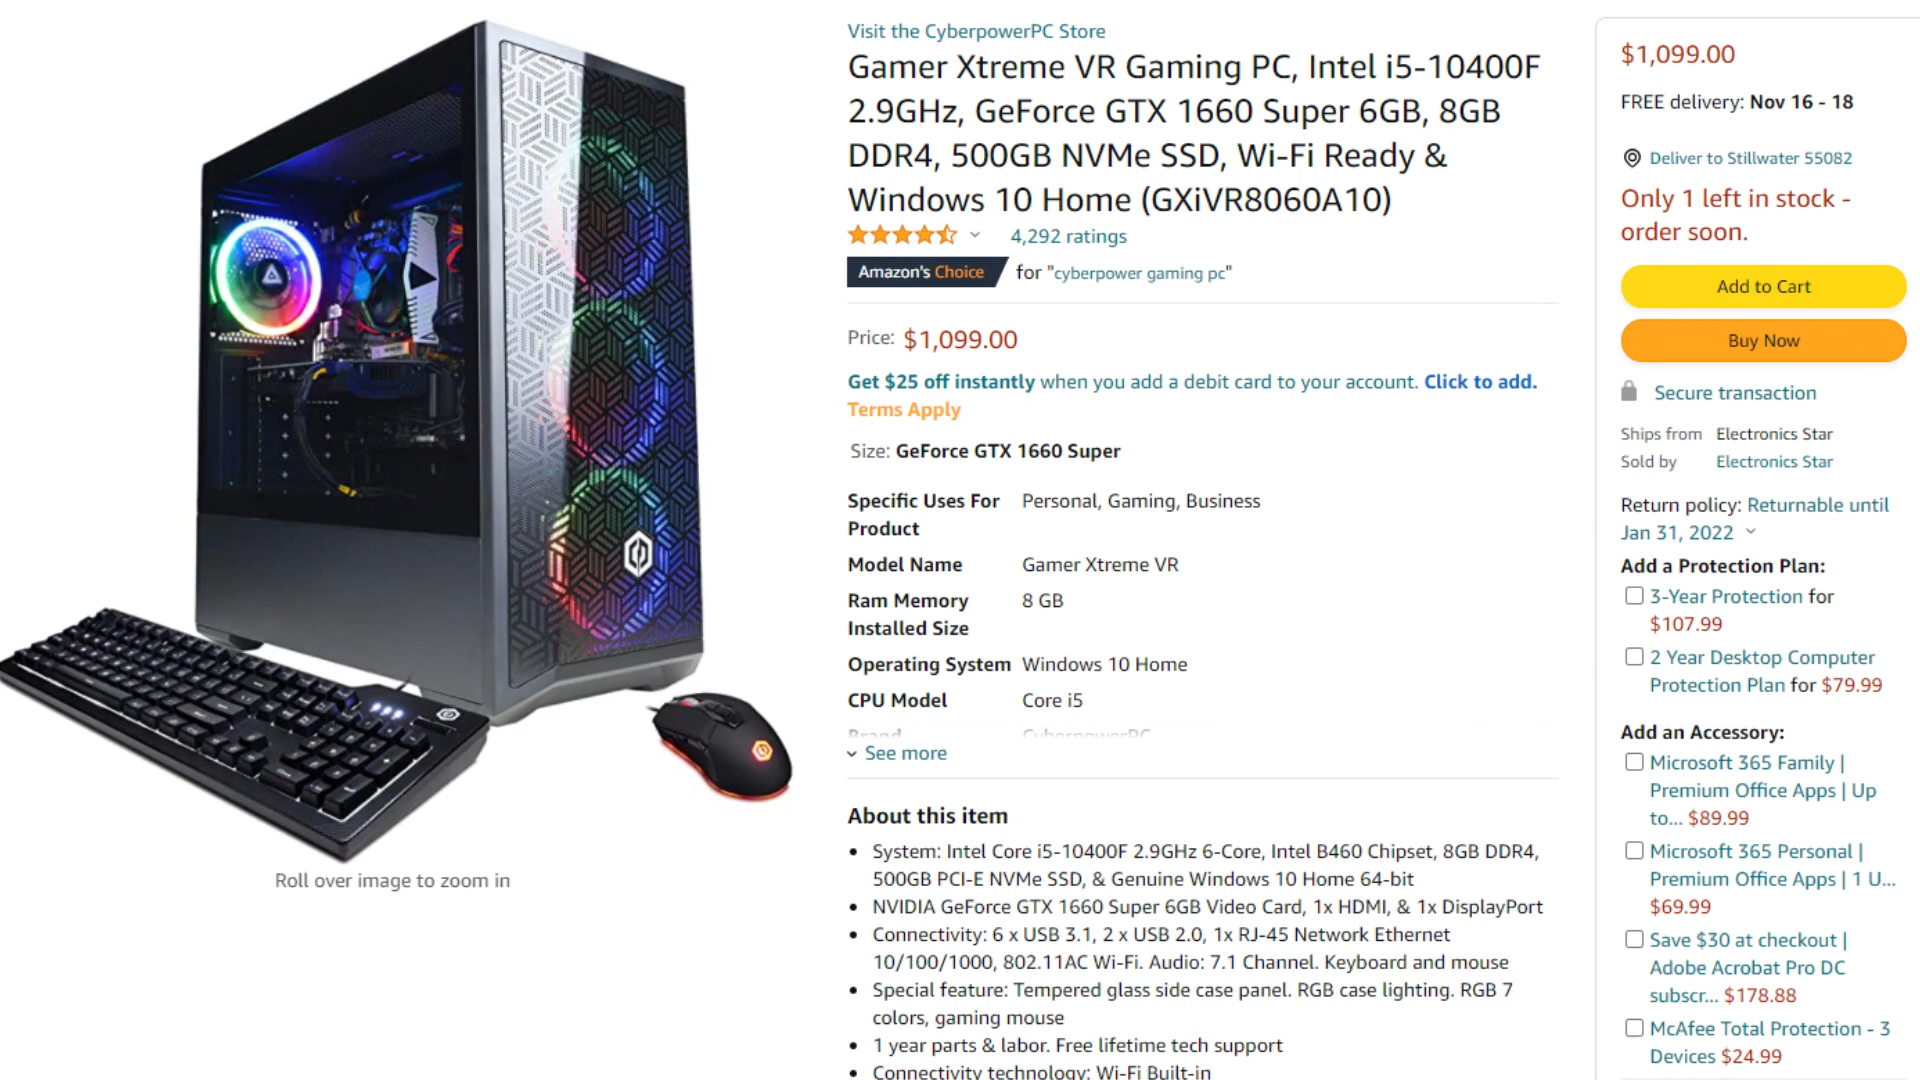 Visit the CyberpowerPC Store
Gamer Xtreme VR Gaming PC, Intel i5-10400F
2.9GHz, GeForce GTX 1660 Super 6GB, 8GB
DDR4, 500GB NVMe SSD, Wi-Fi Ready &
Windows 10 Home (GXiVR8060A10)
4,292 ratings
Amazon's Choice for "cyberpower gaming pc"
Price: $1,099.00
Get $25 off instantly when you add a debit card to your account. Click to add.
Terms Apply
Size: GeForce GTX 1660 Super
Specific Uses For Product Personal, Gaming, Business
Model Name Gamer Xtreme VR
Ram Memory Installed Size 8 GB
Operating System Windows 10 Home
CPU Model Core i5
Brand CyberpowerPC
See more
About this item
• System: Intel Core i5-10400F 2.9GHz 6-Core, Intel B460 Chipset, 8GB DDR4,
500GB PCI-E NVMe SSD, & Genuine Windows 10 Home 64-bit
• NVIDIA GeForce GTX 1660 Super 6GB Video Card, 1x HDMI, & 1x DisplayPort
• Connectivity: 6 x USB 3.1, 2 x USB 2.0, 1x RJ-45 Network Ethernet
10/100/1000, 802.11AC Wi-Fi. Audio: 7.1 Channel. Keyboard and mouse
• Special feature: Tempered glass side case panel. RGB case lighting. RGB 7
colors, gaming mouse
• 1 year parts & labor. Free lifetime tech support
• Connectivity technology: Wi-Fi Built-in
Roll over image to zoom in
$1,099.00
FREE delivery: Nov 16 - 18
Deliver to Stillwater 55082
Only 1 left in stock -
order soon.
Add to Cart
Buy Now
Secure transaction
Ships from Electronics Star
Sold by Electronics Star
Return policy: Returnable until
Jan 31, 2022
Add a Protection Plan:
3-Year Protection for
$107.99
2 Year Desktop Computer
Protection Plan for $79.99
Add an Accessory:
Microsoft 365 Family |
Premium Office Apps | Up
to... $89.99
Microsoft 365 Personal |
Premium Office Apps | 1 U...
$69.99
Save $30 at checkout |
Adobe Acrobat Pro DC
subscr... $178.88
McAfee Total Protection - 3
Devices $24.99